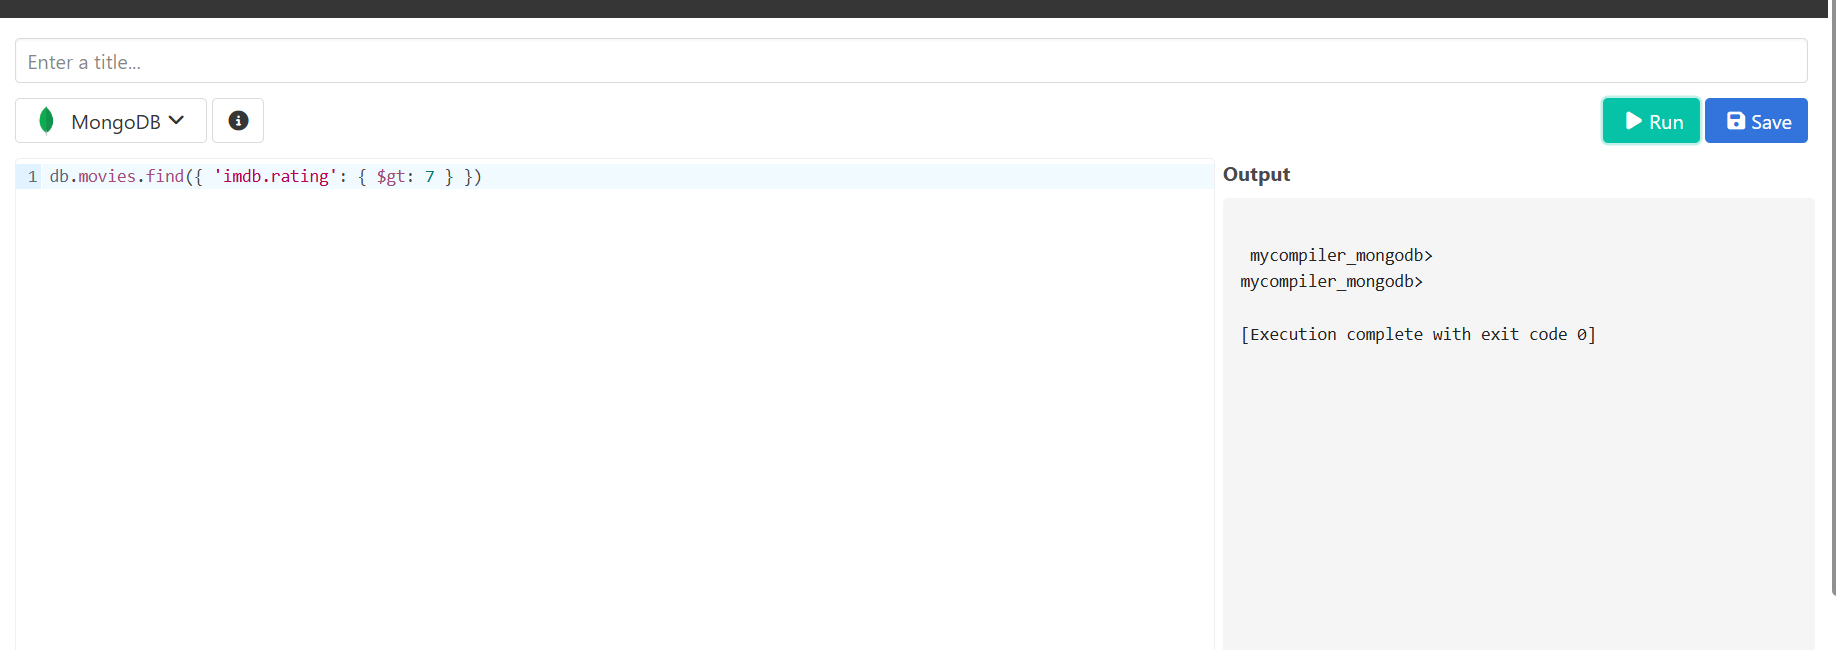 Enter a title...
MongoDB
Run
Save
1 db.movies.find({ 'imdb.rating': { $gt: 7 } })
Output
mycompiler_mongodb>
mycompiler_mongodb>
[Execution complete with exit code 0]